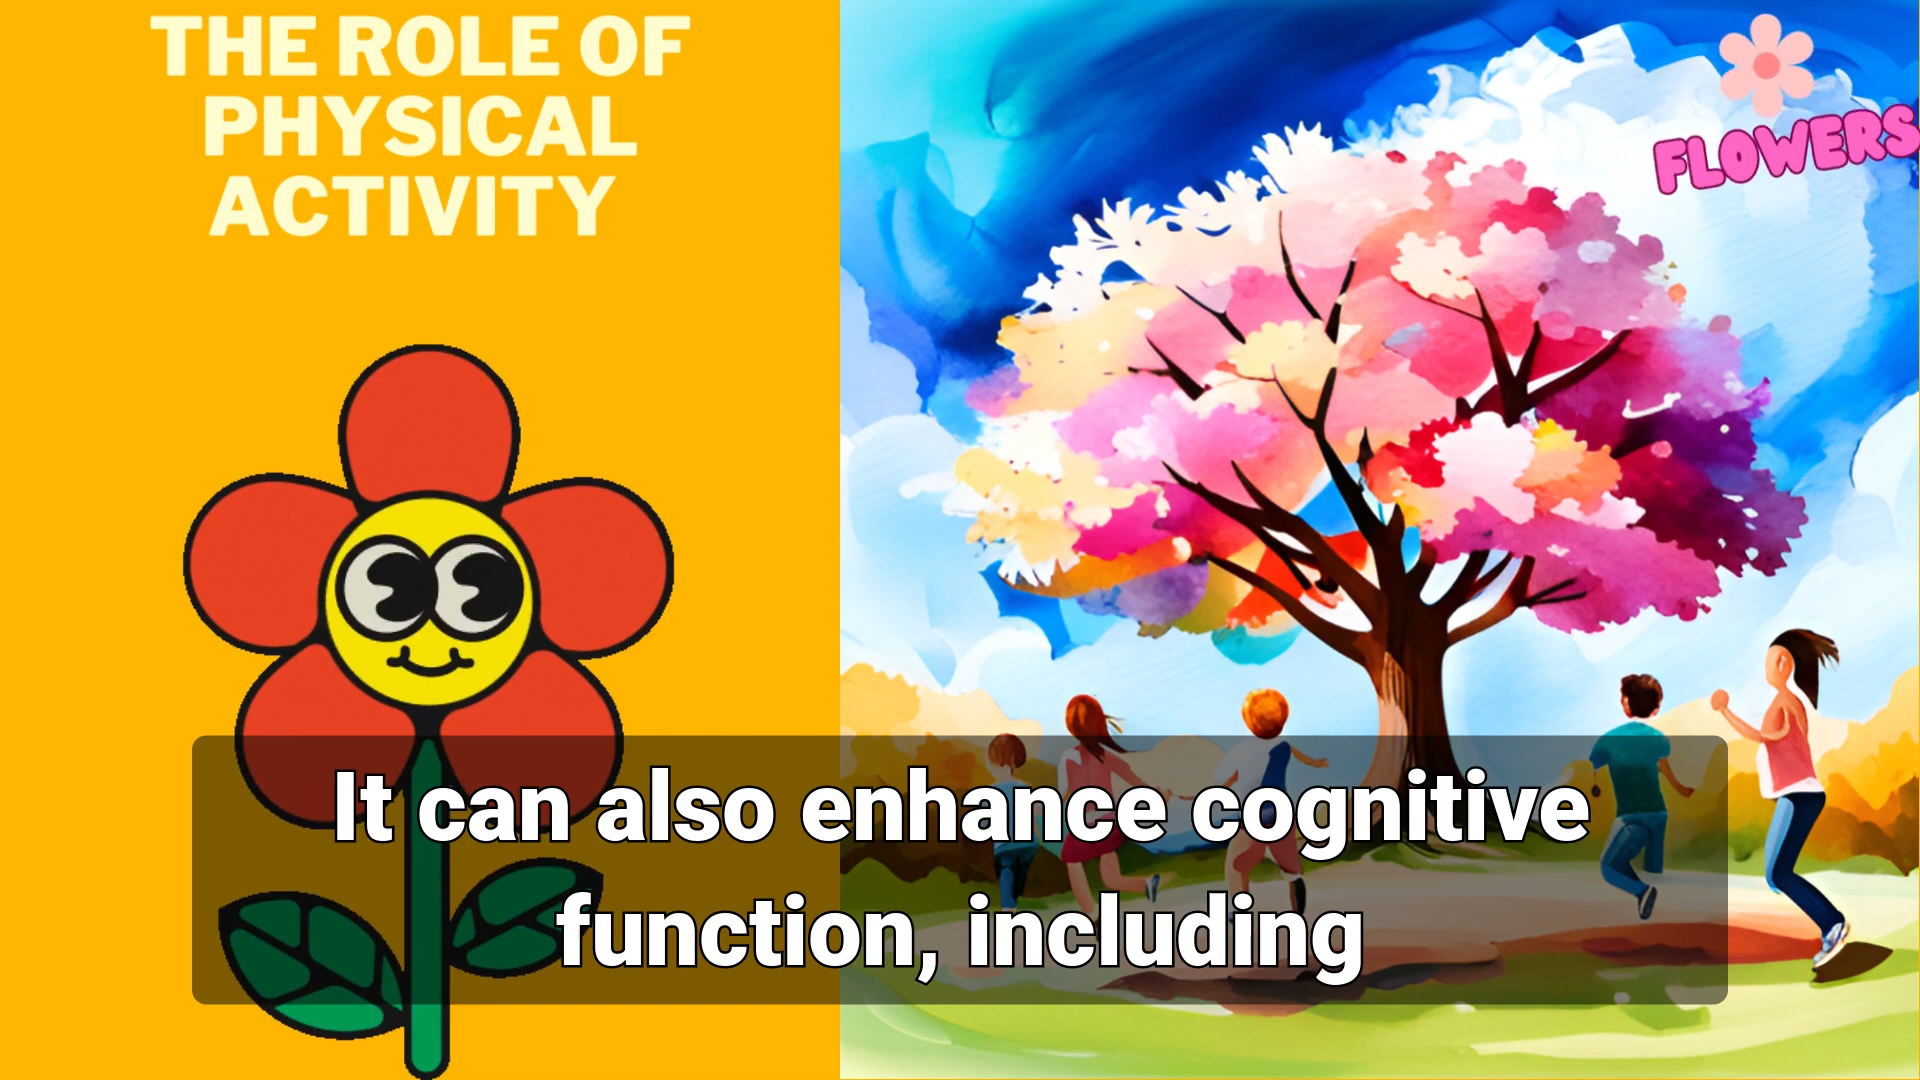 THE ROLE OF
PHYSICAL
ACTIVITY
FLOWERS
It can also enhance cognitive
function, including